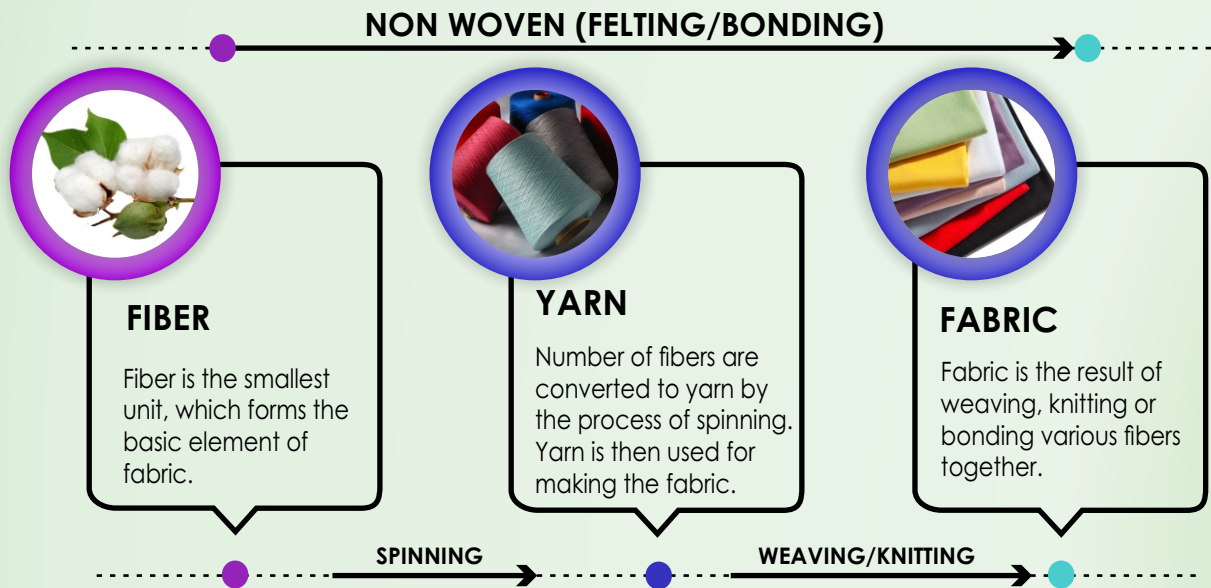 NON WOVEN (FELTING/BONDING)
FIBER
Fiber is the smallest
unit, which forms the
basic element of
fabric.
YARN
Number of fibers are
converted to yarn by
the process of spinning.
Yarn is then used for
making the fabric.
FABRIC
Fabric is the result of
weaving, knitting or
bonding various fibers
together.
SPINNING
WEAVING/KNITTING